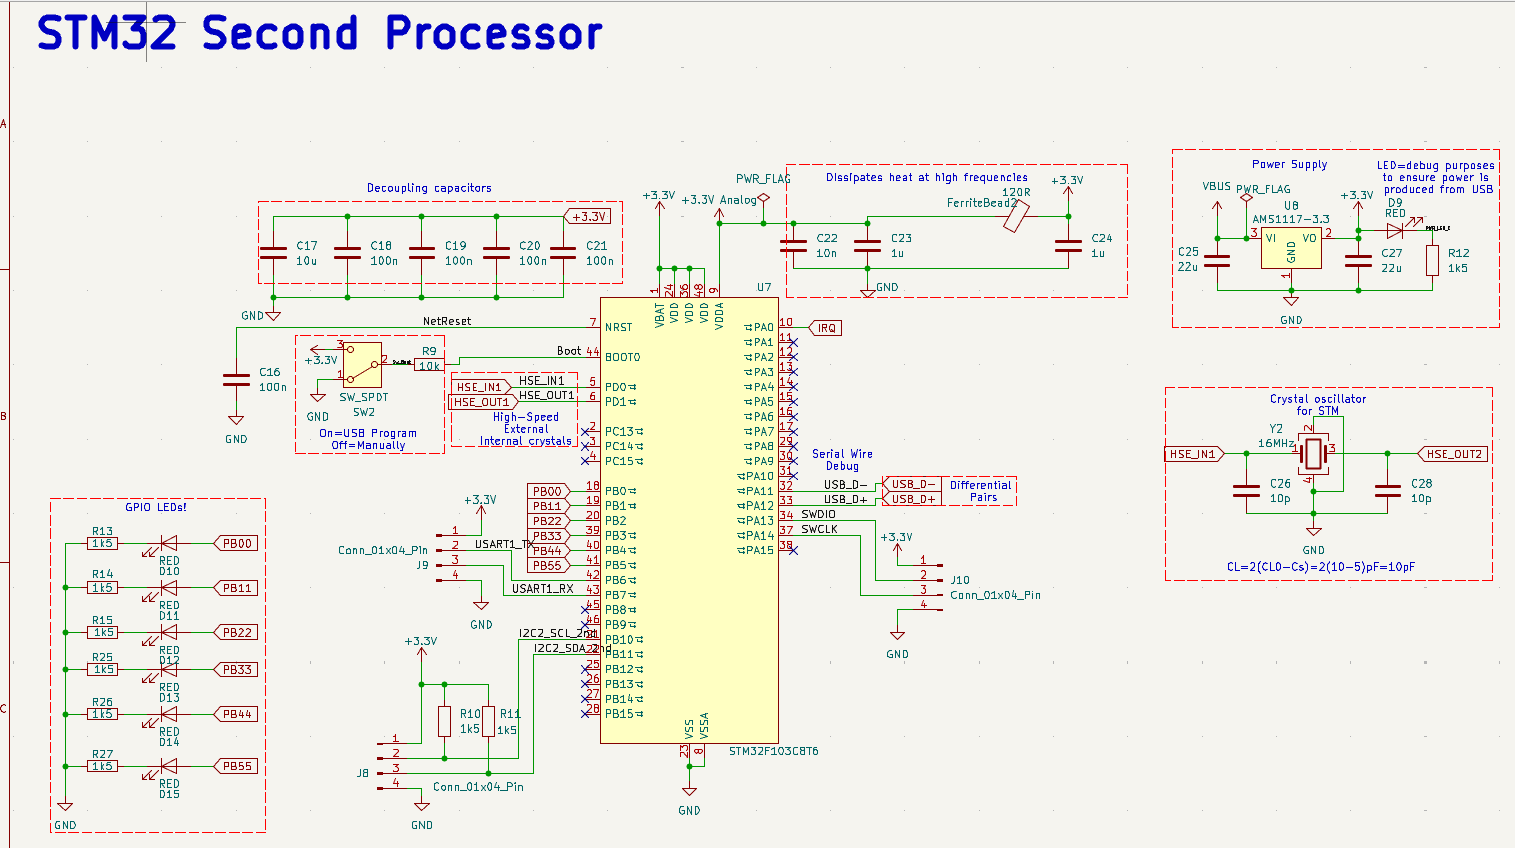 STM32 Second Processor
A
B
C
Decoupling capacitors
+3.3V
C17
10u
C18
100n
C19
100n
C20
100n
C21
100n
GND
+3.3V
+3.3V Analog
PWR_FLAG
Dissipates heat at high frequencies
120R
FerriteBead2
+3.3V
C22
10n
C23
1u
C24
1u
GND
Power Supply
LED=debug purposes
to ensure power is
produced from USB
VBUS
PWR_FLAG
+3.3V
D9
RED
U8
AMS1117-3.3
3
VI
VO
2
GND
1
C25
22u
C27
22u
R12
1k5
GND
NetReset
C16
100n
GND
+3.3V
3
2
1
GND
SW_SPDT
SW2
R9
10k
On=USB Program
Off=Manually
Boot
HSE_IN1
HSE_IN1
HSE_OUT1
HSE_OUT1
High-Speed
External
Internal crystals
U7
STM32F103C8T6
1
VBAT
24
VDD
36
VDD
48
VDD
9
VDDA
7
NRST
44
BOOT0
5
PD0
6
PD1
2
PC13
3
PC14
4
PC15
PB00
18
PB0
PB11
19
PB1
PB22
20
PB2
PB33
39
PB3
PB44
40
PB4
PB55
41
PB5
42
PB6
43
PB7
45
PB8
46
PB9
21
PB10
22
PB11
25
PB12
26
PB13
27
PB14
28
PB15
23
VSS
8
VSSA
GND
PA0
10
IRQ
PA1
11
PA2
12
PA3
13
PA4
14
PA5
15
PA6
16
PA7
17
PA8
29
PA9
30
PA10
31
PA11
32
PA12
33
PA13
34
PA14
37
PA15
38
Serial Wire
Debug
USB_D-
USB_D-
USB_D+
USB_D+
Differential
Pairs
SWDIO
SWCLK
+3.3V
1
2
3
4
J10
Conn_01x04_Pin
GND
Crystal oscillator
for STM
Y2
16MHz
HSE_IN1
1
2
3
4
HSE_OUT2
C26
10p
C28
10p
GND
CL=2(CL0-Cs)=2(10-5)pF=10pF
GPIO LEDs!
R13
1k5
RED
D10
PB00
R14
1k5
RED
D11
PB11
R15
1k5
RED
D12
PB22
R25
1k5
RED
D13
PB33
R26
1k5
RED
D14
PB44
R27
1k5
RED
D15
PB55
GND
+3.3V
1
2
3
4
Conn_01x04_Pin
J9
USART1_TX
USART1_RX
GND
I2C2_SCL_2nd
I2C2_SDA_2nd
+3.3V
R10
1k5
R11
1k5
1
2
3
4
J8
Conn_01x04_Pin
GND